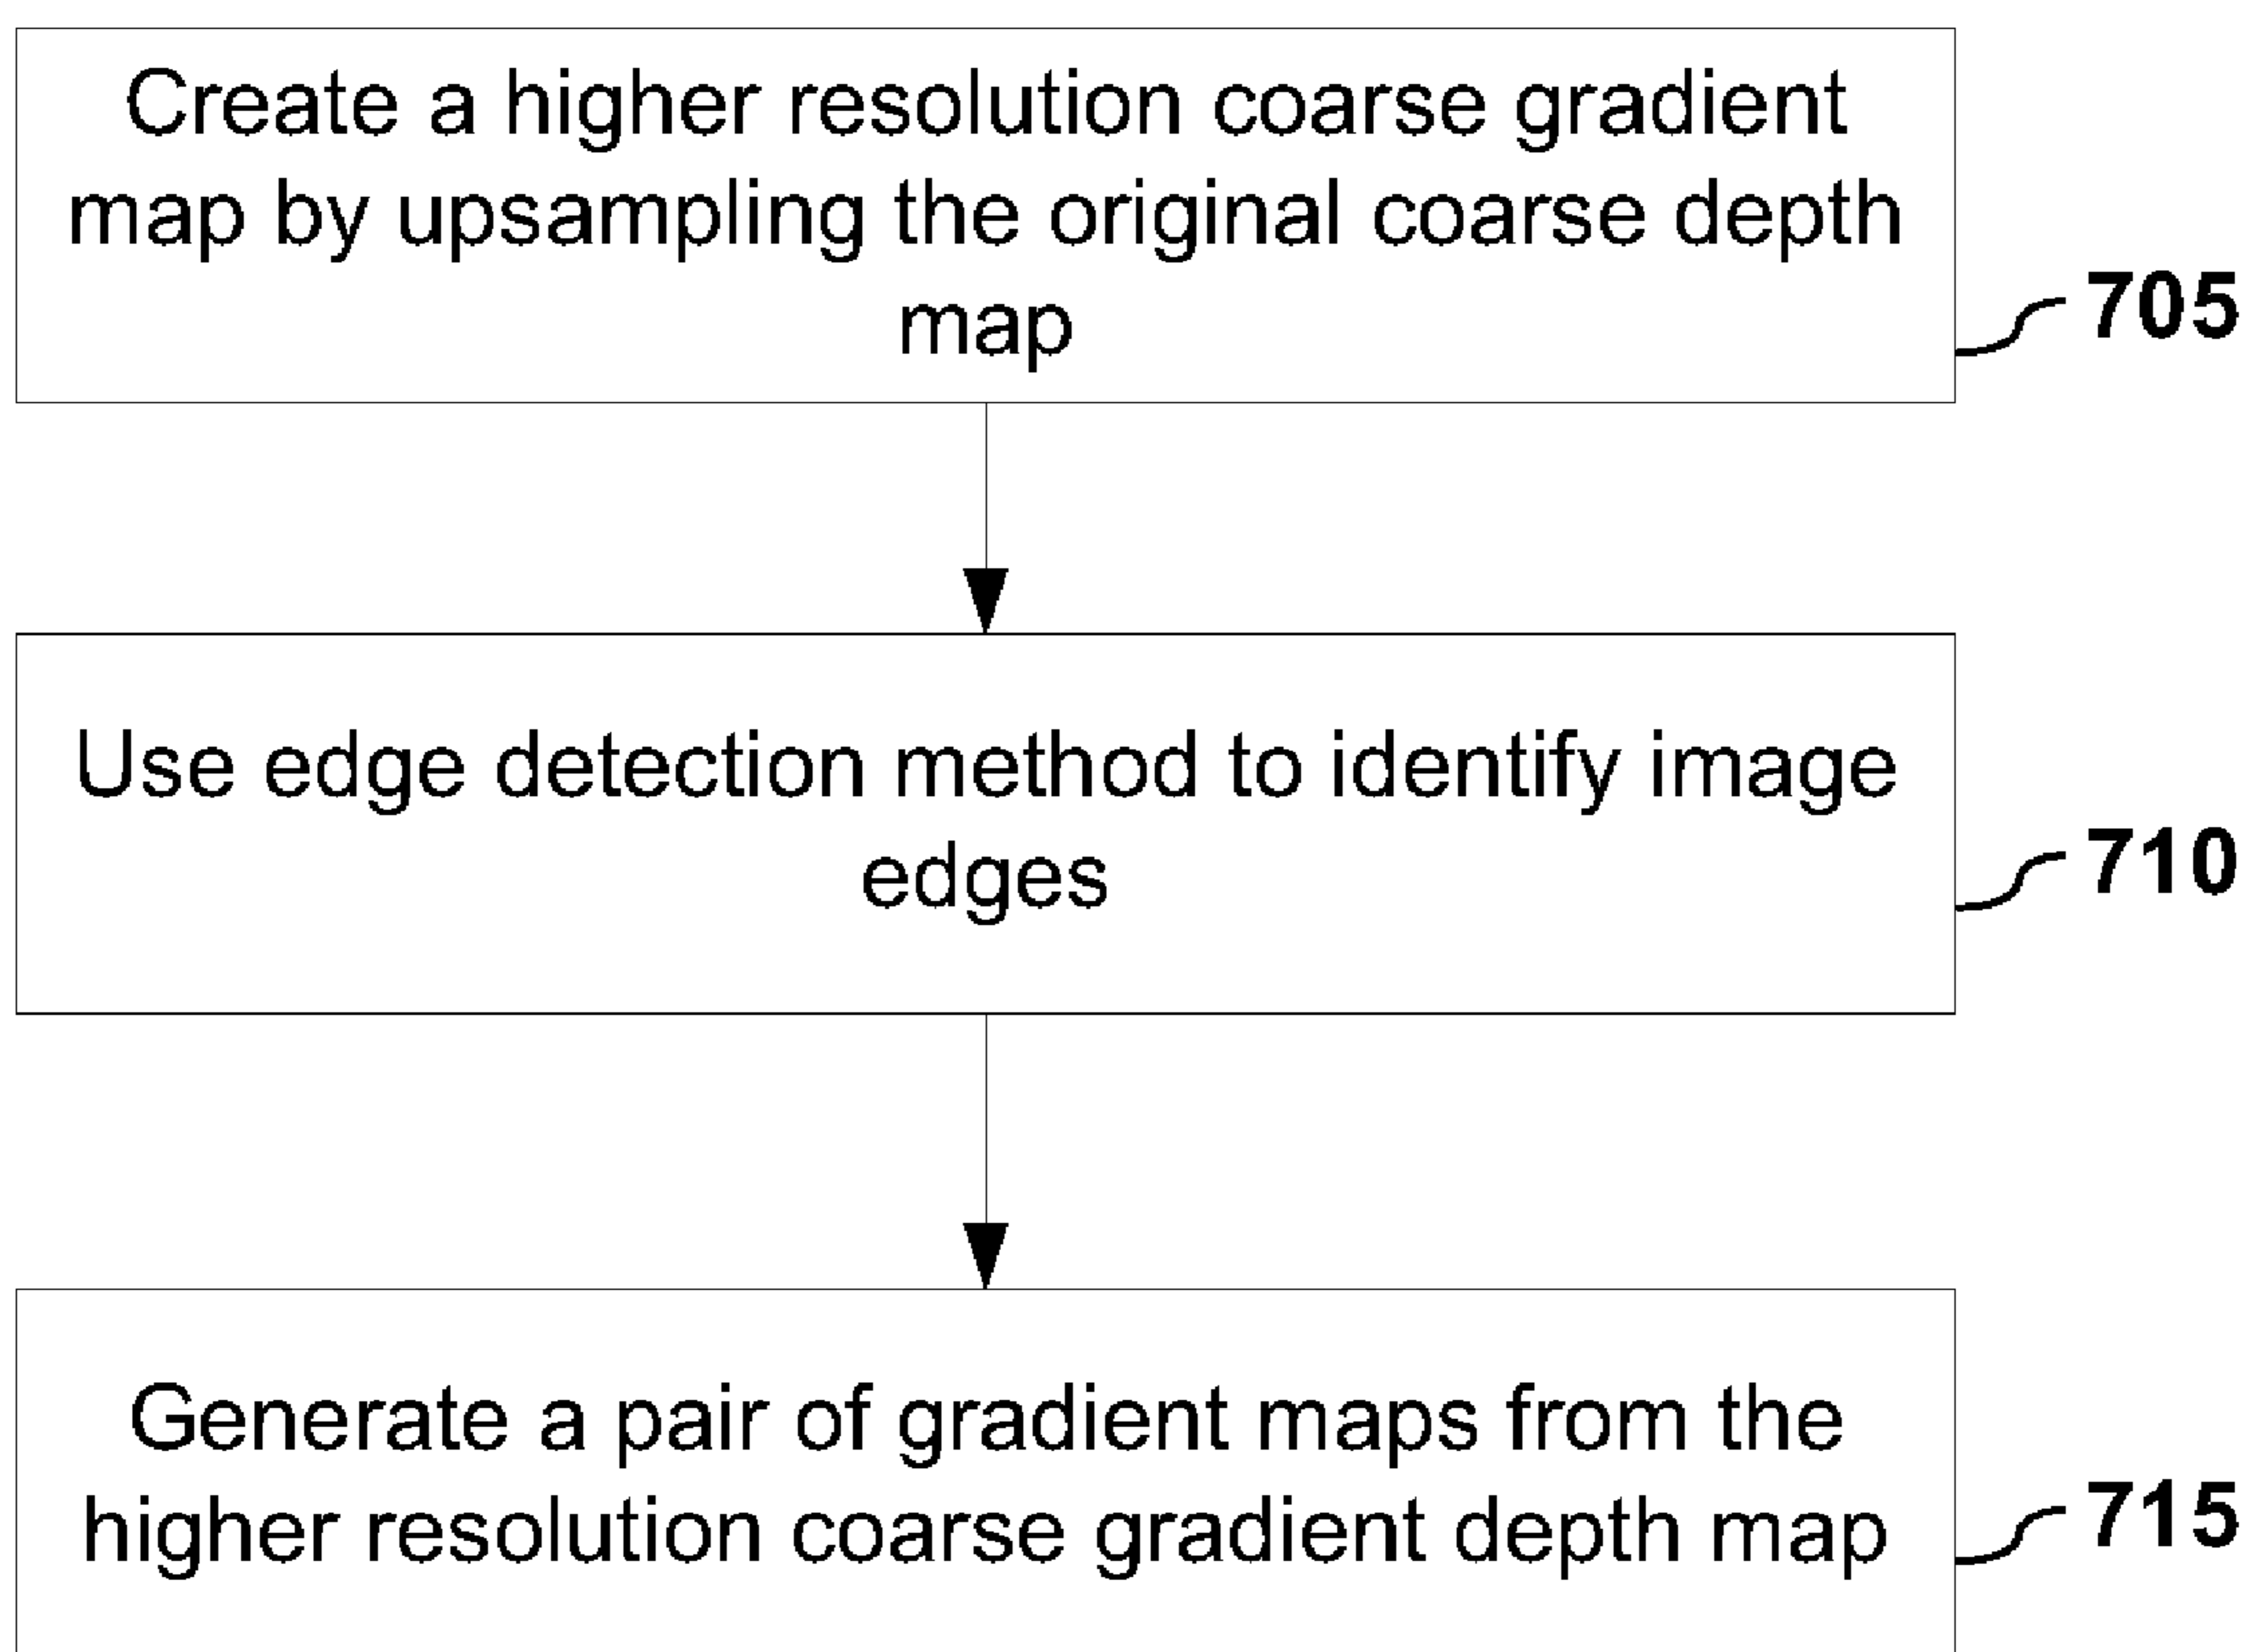 Create a higher resolution coarse gradient
map by upsampling the original coarse depth
map
705
Use edge detection method to identify image
edges
710
Generate a pair of gradient maps from the
higher resolution coarse gradient depth map
715